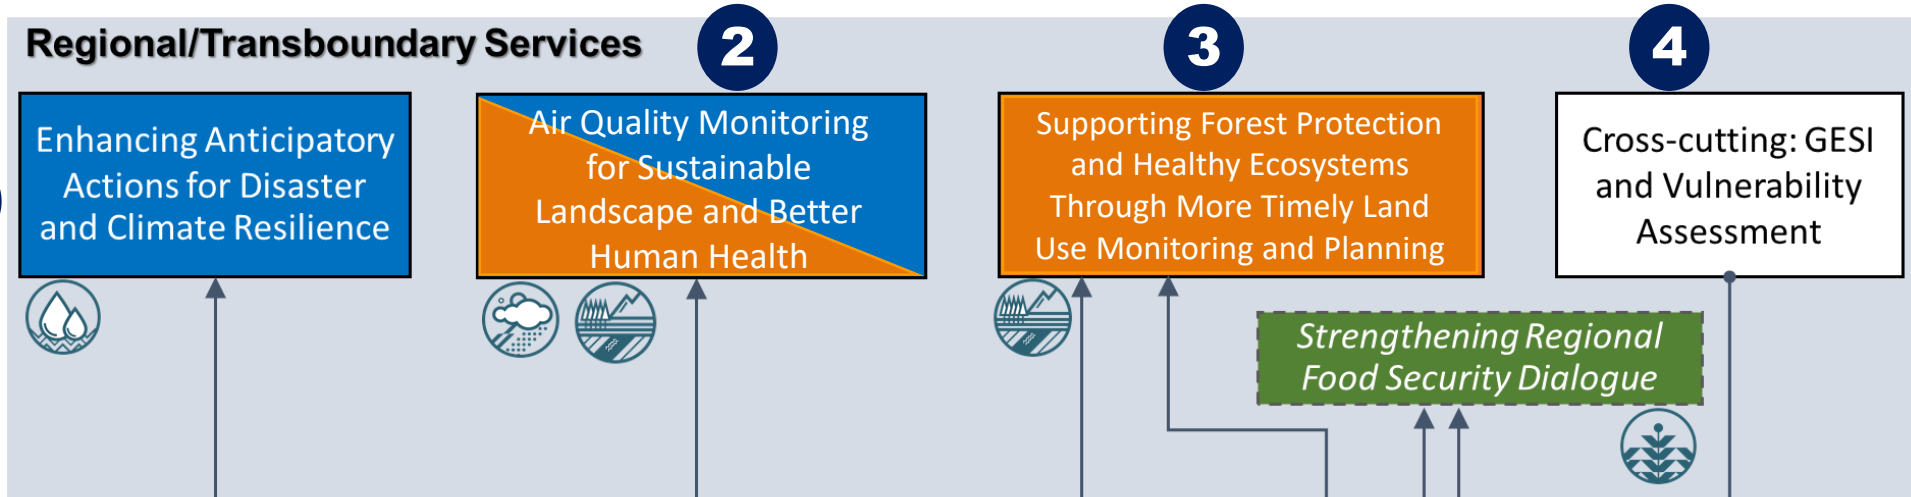 Regional/Transboundary Services
2
3
4
Enhancing Anticipatory
Actions for Disaster
and Climate Resilience
Air Quality Monitoring
for Sustainable
Landscape and Better
Human Health
Supporting Forest Protection
and Healthy Ecosystems
Through More Timely Land
Use Monitoring and Planning
Cross-cutting: GESI
and Vulnerability
Assessment
Strengthening Regional
Food Security Dialogue